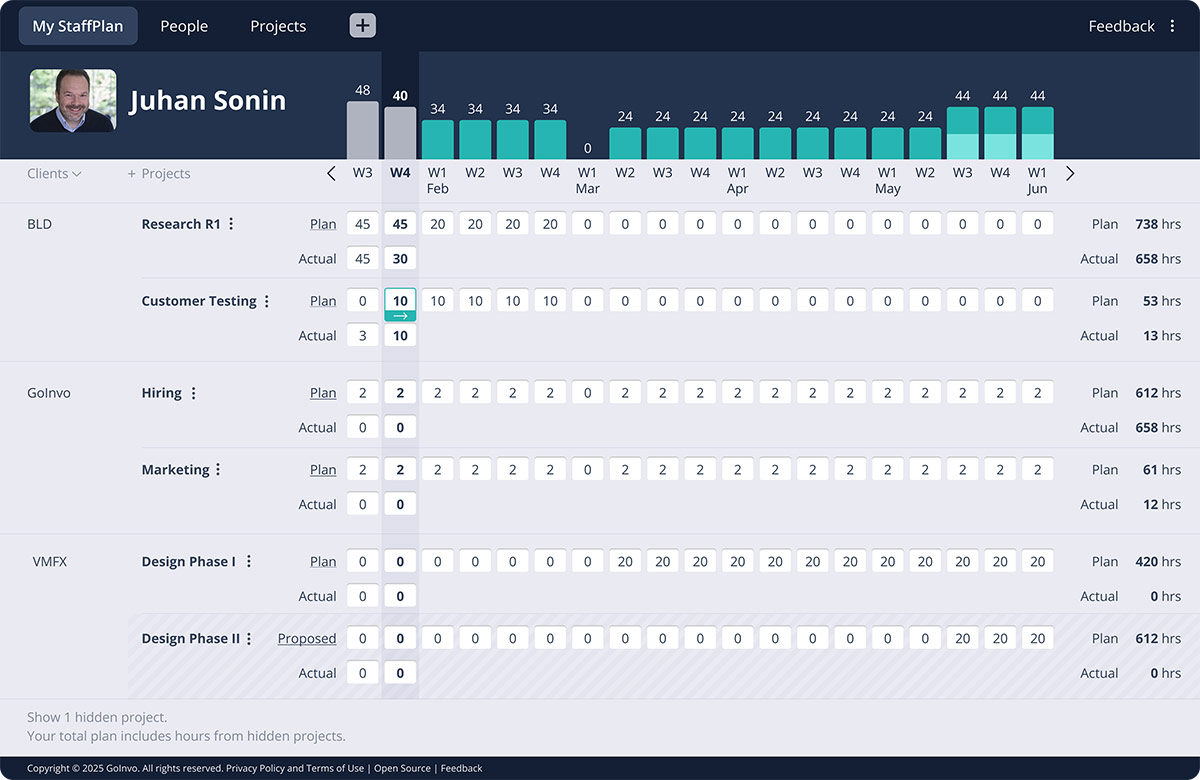 My StaffPlan People Projects + Feedback
Juhan Sonin
48 40 34 34 34 34 0 24 24 24 24 24 24 24 24 24 44 44 44
Clients + Projects W3 W4 W1 W2 W3 W4 W1 W2 W3 W4 W1 W2 W3 W4 W1 W2 W3 W4 W1
Feb Mar Apr May Jun
BLD Research R1 Plan 45 45 20 20 20 20 0 0 0 0 0 0 0 0 0 0 0 0 0 Plan 738 hrs
Actual 45 30 Actual 658 hrs
Customer Testing Plan 0 10 10 10 10 10 0 0 0 0 0 0 0 0 0 0 0 0 0 Plan 53 hrs
Actual 3 10 Actual 13 hrs
GoInvo Hiring Plan 2 2 2 2 2 2 0 2 2 2 2 2 2 2 2 2 2 2 2 Plan 612 hrs
Actual 0 0 Actual 658 hrs
Marketing Plan 2 2 2 2 2 2 0 2 2 2 2 2 2 2 2 2 2 2 2 Plan 61 hrs
Actual 0 0 Actual 12 hrs
VMFX Design Phase I Plan 0 0 0 0 0 0 0 20 20 20 20 20 20 20 20 20 20 20 20 Plan 420 hrs
Actual 0 0 Actual 0 hrs
Design Phase II Proposed 0 0 0 0 0 0 0 0 0 0 0 0 0 0 0 0 20 20 20 Plan 612 hrs
Actual 0 0 Actual 0 hrs
Show 1 hidden project.
Your total plan includes hours from hidden projects.
Copyright © 2025 GoInvo. All rights reserved. Privacy Policy and Terms of Use | Open Source | Feedback